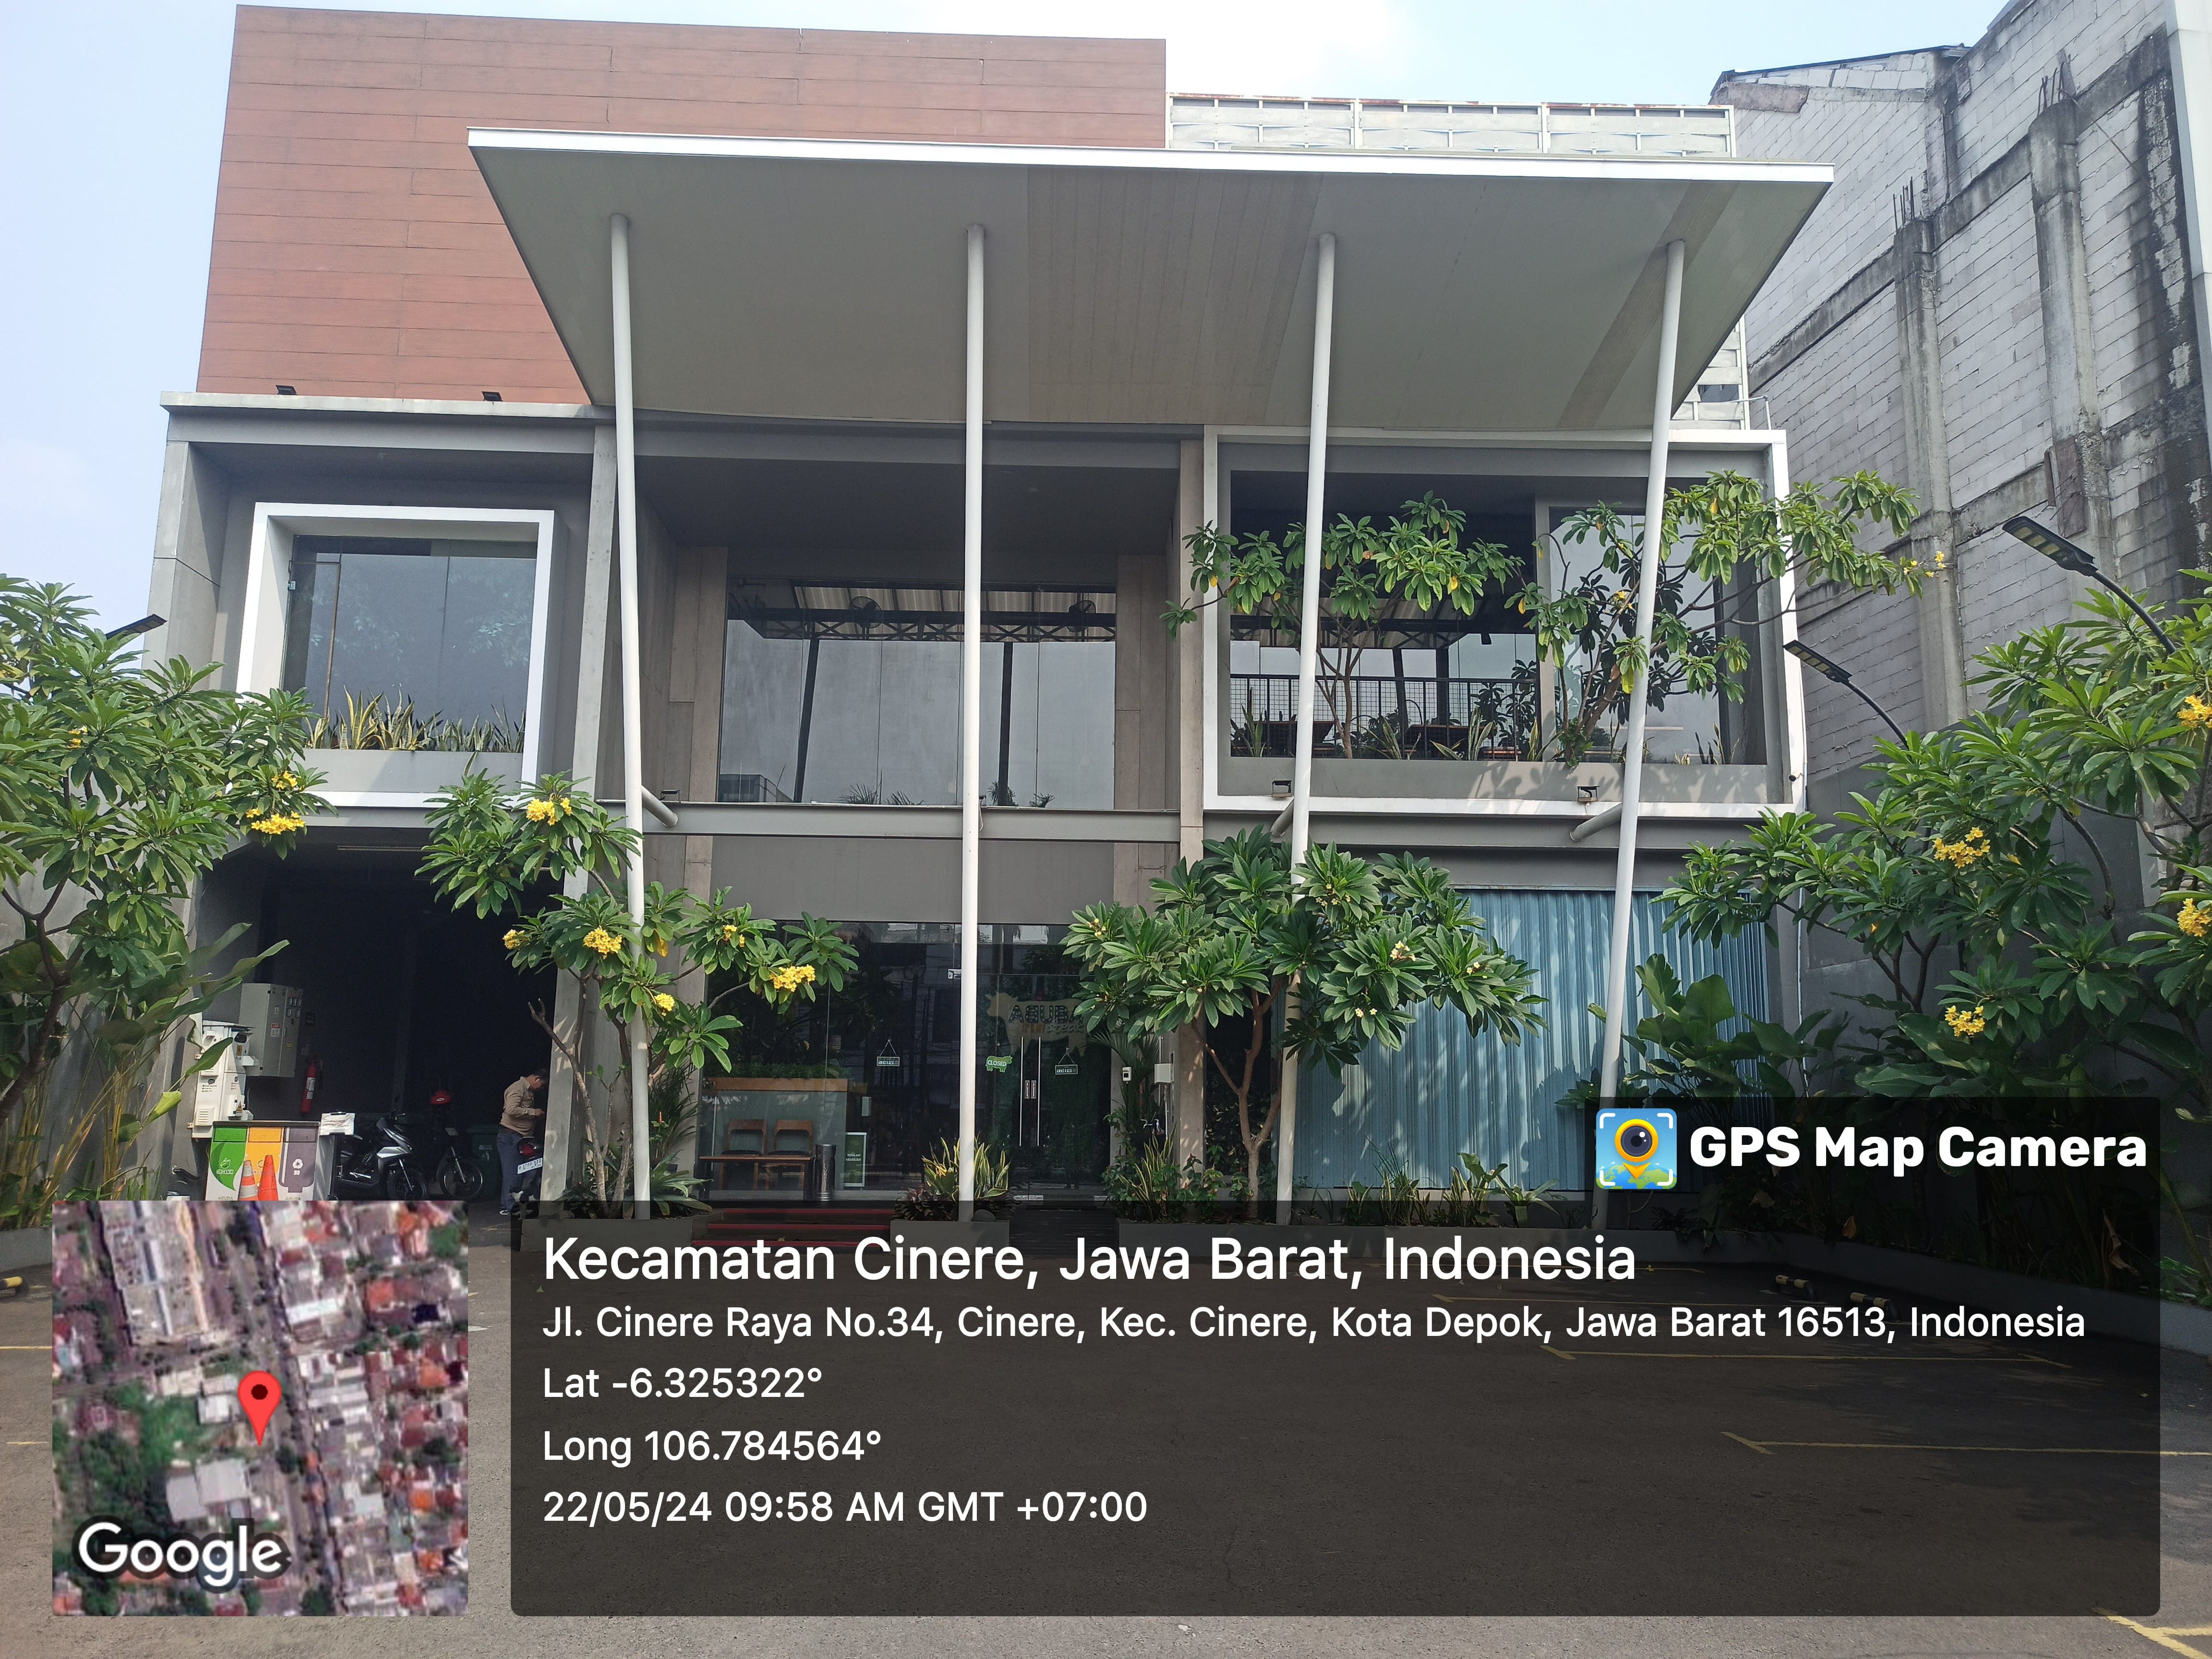 ABUBA
steak
CLOSED
GPS Map Camera
Kecamatan Cinere, Jawa Barat, Indonesia
Jl. Cinere Raya No.34, Cinere, Kec. Cinere, Kota Depok, Jawa Barat 16513, Indonesia
Lat -6.325322°
Long 106.784564°
22/05/24 09:58 AM GMT +07:00
Google